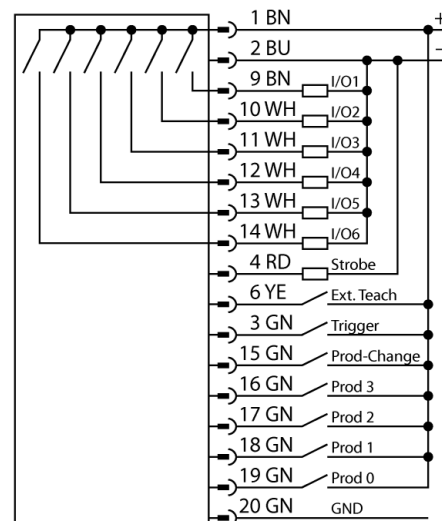 1 BN +
2 BU –
9 BN I/O1
10 WH I/O2
11 WH I/O3
12 WH I/O4
13 WH I/O5
14 WH I/O6
4 RD Strobe
6 YE Ext. Teach
3 GN Trigger
15 GN Prod-Change
16 GN Prod 3
17 GN Prod 2
18 GN Prod 1
19 GN Prod 0
20 GN GND